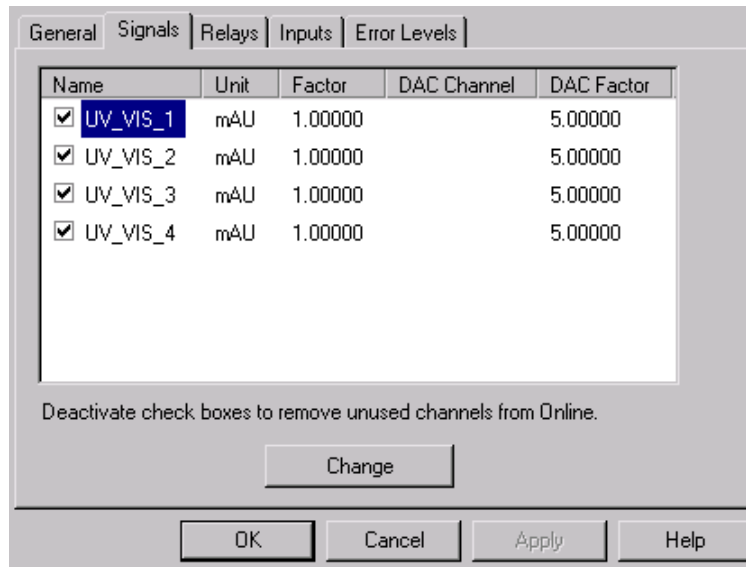 General Signals Relays Inputs Error Levels
Name Unit Factor DAC Channel DAC Factor
UV_VIS_1 mAU 1.00000 5.00000
UV_VIS_2 mAU 1.00000 5.00000
UV_VIS_3 mAU 1.00000 5.00000
UV_VIS_4 mAU 1.00000 5.00000
Deactivate check boxes to remove unused channels from Online.
Change
OK Cancel Apply Help